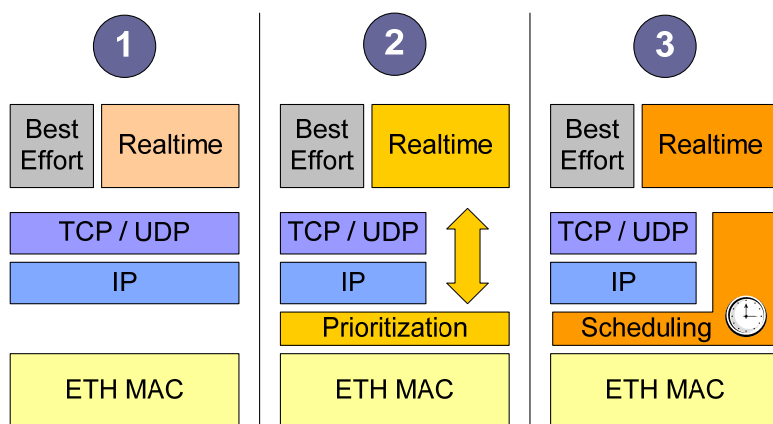 1
2
3
Best
Effort
Realtime
Best
Effort
Realtime
Best
Effort
Realtime
TCP / UDP
TCP / UDP
TCP / UDP
IP
IP
IP
Prioritization
Scheduling
ETH MAC
ETH MAC
ETH MAC